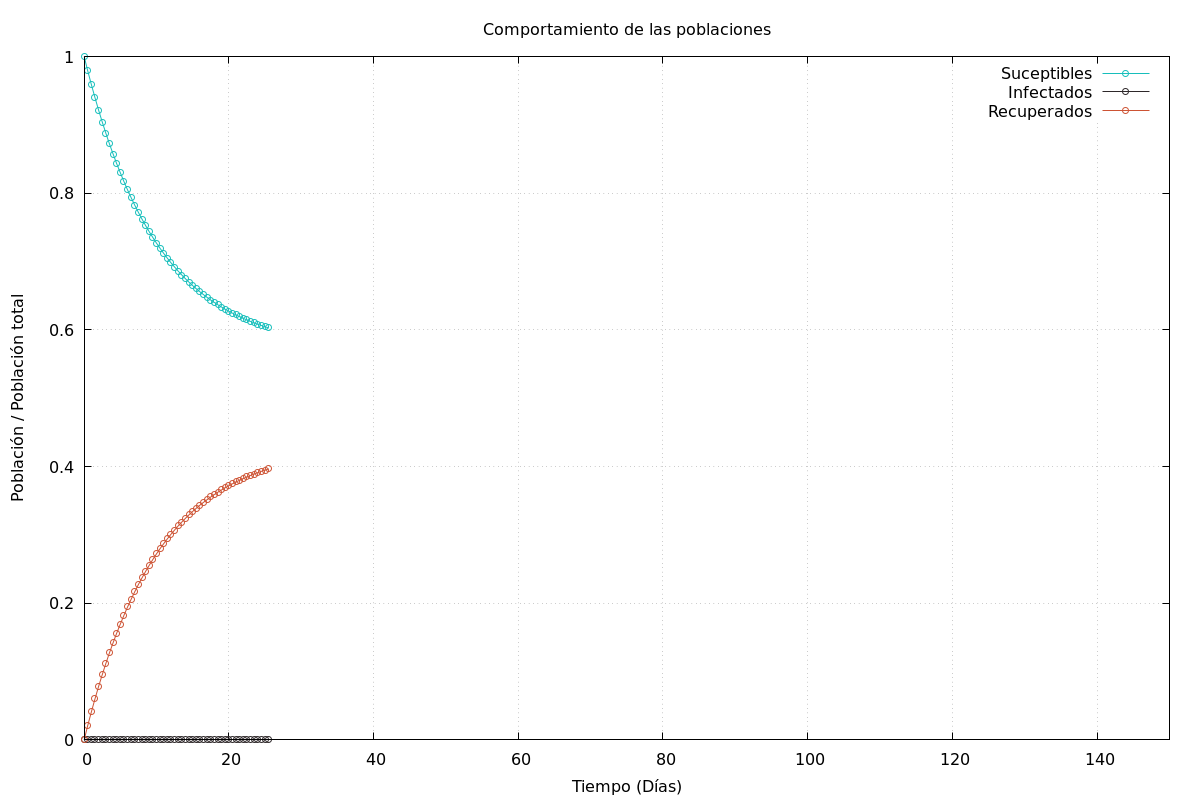 Comportamiento de las poblaciones
Suceptibles
Infectados
Recuperados
Población / Población total
1
0.8
0.6
0.4
0.2
0
0 20 40 60 80 100 120 140
Tiempo (Días)